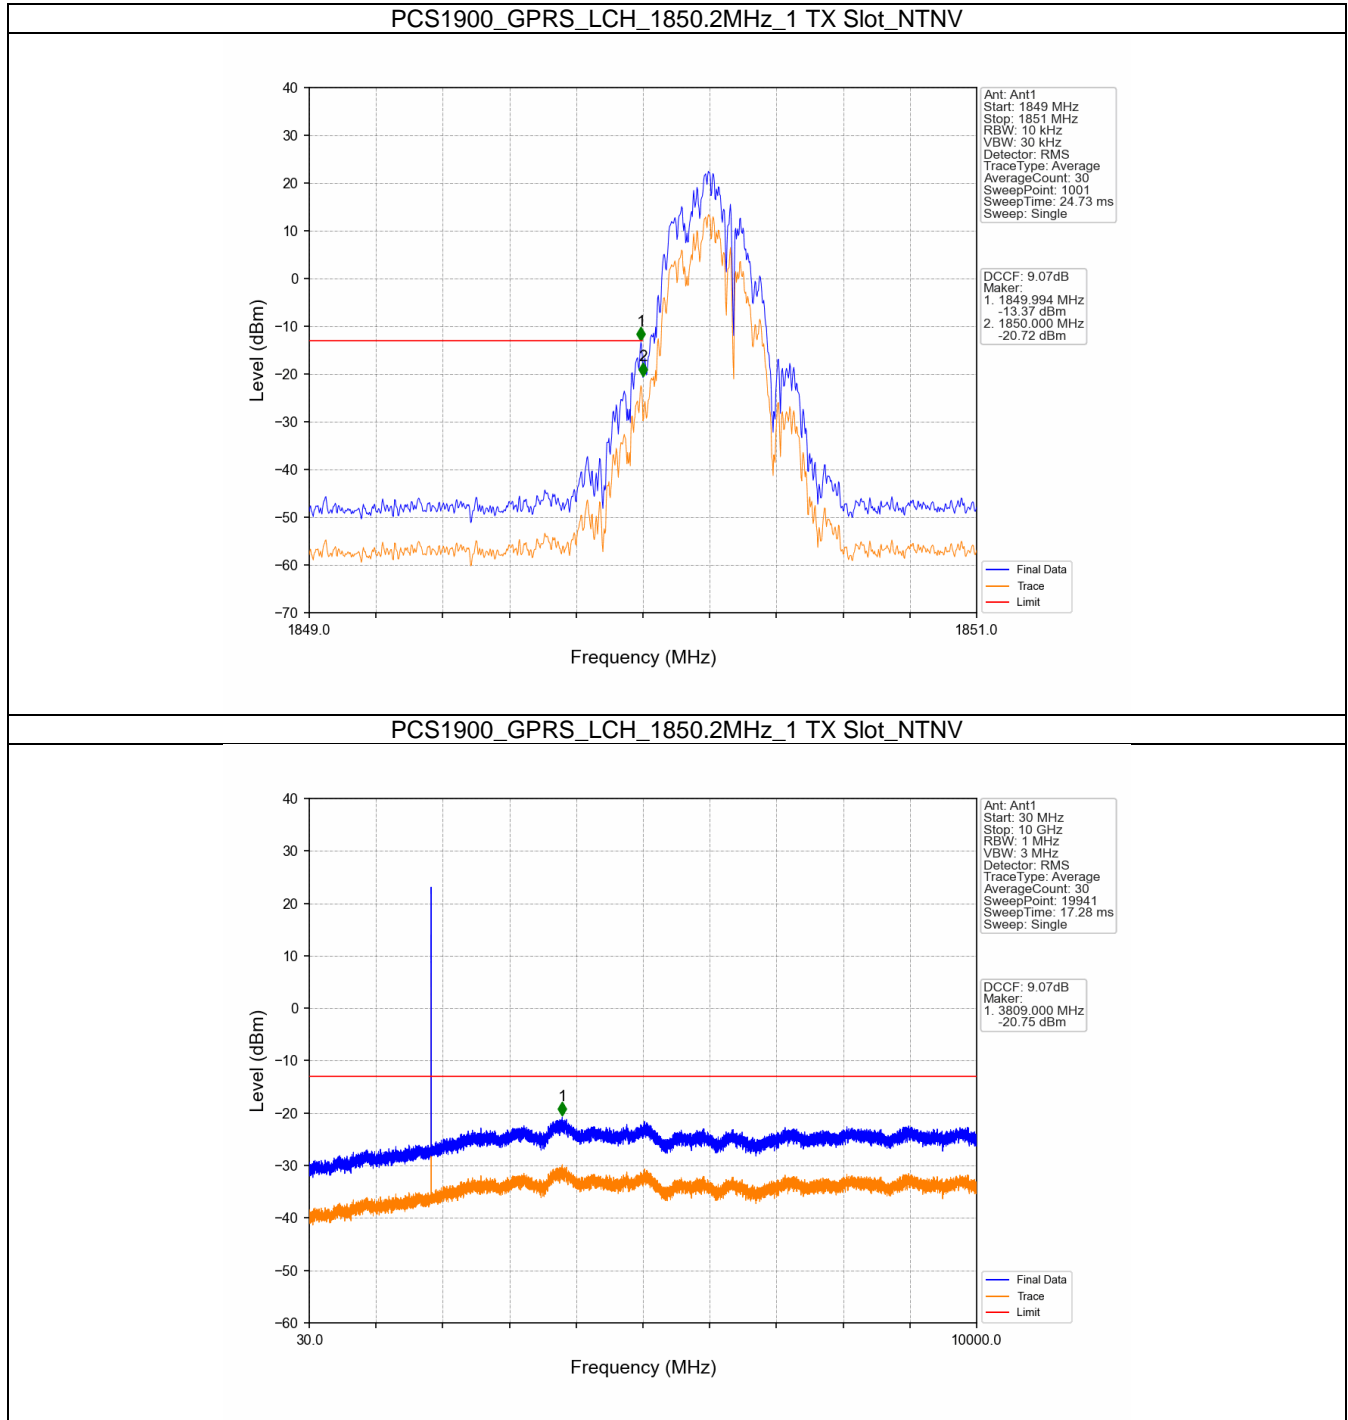 PCS1900_GPRS_LCH_1850.2MHz_1 TX Slot_NTNV
40
30
20
10
0
−10
−20
−30
−40
−50
−60
−70
Level (dBm)
1849.0
1851.0
Frequency (MHz)
1
2
Ant: Ant1
Start: 1849 MHz
Stop: 1851 MHz
RBW: 10 kHz
VBW: 30 kHz
Detector: RMS
TraceType: Average
AverageCount: 30
SweepPoint: 1001
SweepTime: 24.73 ms
Sweep: Single
DCCF: 9.07dB
Maker:
1. 1849.994 MHz
-13.37 dBm
2. 1850.000 MHz
-20.72 dBm
Final Data
Trace
Limit
PCS1900_GPRS_LCH_1850.2MHz_1 TX Slot_NTNV
40
30
20
10
0
−10
−20
−30
−40
−50
−60
Level (dBm)
30.0
10000.0
Frequency (MHz)
1
Ant: Ant1
Start: 30 MHz
Stop: 10 GHz
RBW: 1 MHz
VBW: 3 MHz
Detector: RMS
TraceType: Average
AverageCount: 30
SweepPoint: 19941
SweepTime: 17.28 ms
Sweep: Single
DCCF: 9.07dB
Maker:
1. 3809.000 MHz
-20.75 dBm
Final Data
Trace
Limit